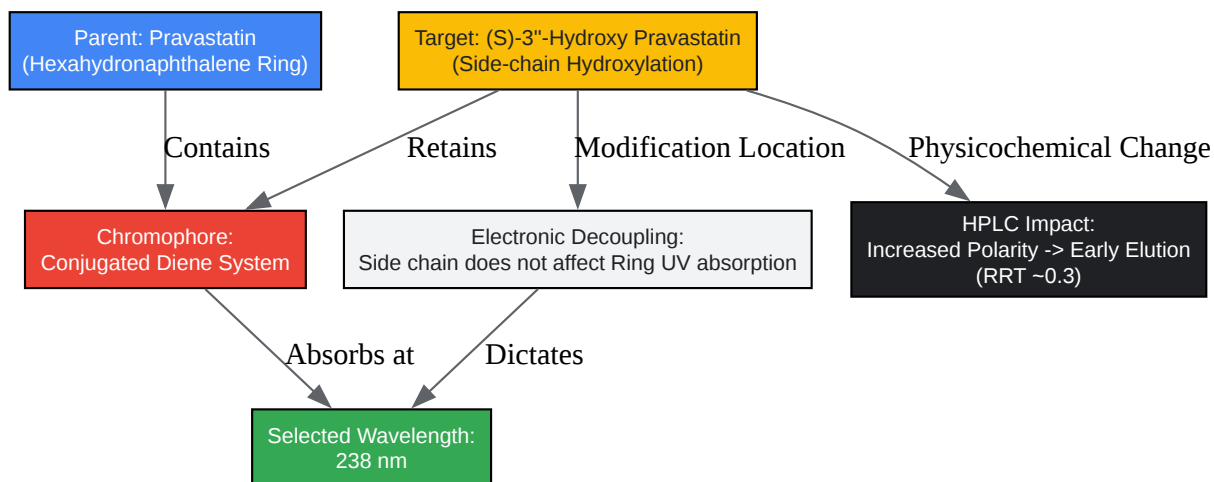 Parent: Pravastatin
(Hexahydronaphthalene Ring)
Target: (S)-3"-Hydroxy Pravastatin
(Side-chain Hydroxylation)
Contains
Retains
Modification Location
Physicochemical Change
Chromophore:
Conjugated Diene System
Electronic Decoupling:
Side chain does not affect Ring UV absorption
HPLC Impact:
Increased Polarity -> Early Elution
(RRT ~0.3)
Absorbs at
Dictates
Selected Wavelength:
238 nm